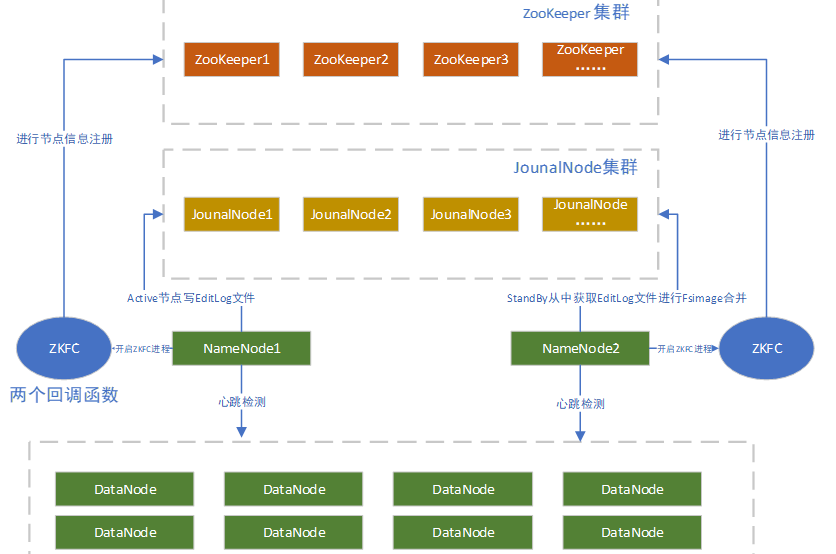 ZooKeeper 集群
ZooKeeper1
ZooKeeper2
ZooKeeper3
ZooKeeper
……
进行节点信息注册
进行节点信息注册
JounalNode集群
JounalNode1
JounalNode2
JounalNode3
JounalNode
……
Active节点写EditLog文件
StandBy从中获取EditLog文件进行Fsimage合并
ZKFC
开启ZKFC进程
NameNode1
NameNode2
开启ZKFC进程
ZKFC
两个回调函数
心跳检测
心跳检测
DataNode
DataNode
DataNode
DataNode
DataNode
DataNode
DataNode
DataNode